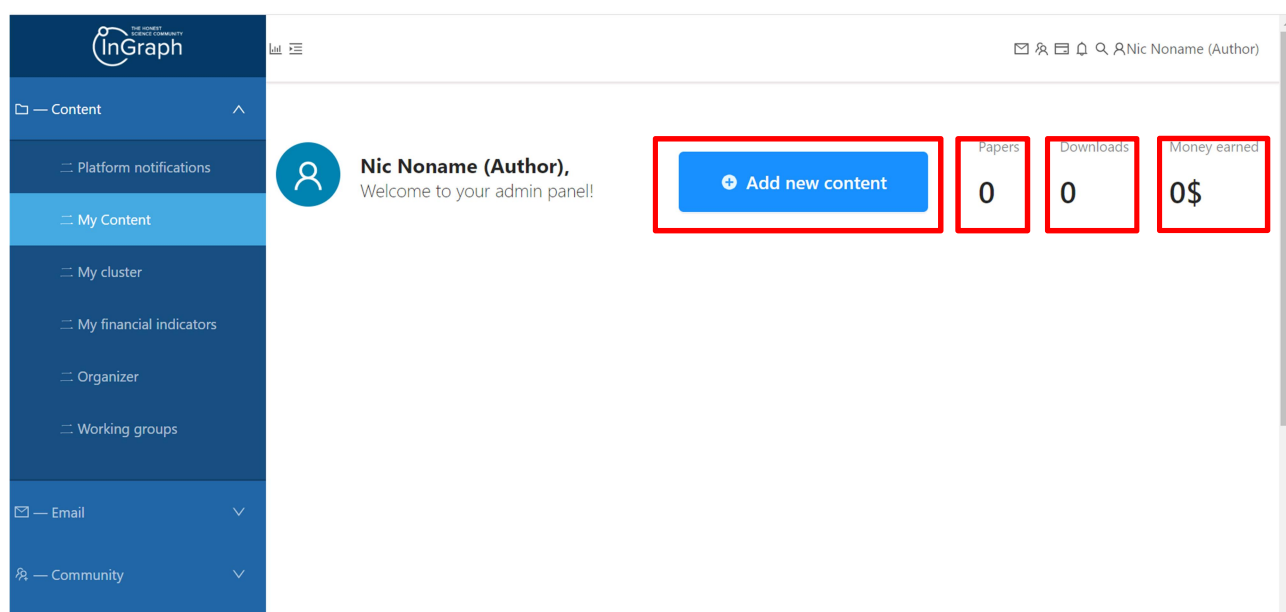 THE HONEST
SCIENCE COMMUNITY
InGraph
Nic Noname (Author)
— Content
Platform notifications
My Content
My cluster
My financial indicators
Organizer
Working groups
— Email
— Community
Nic Noname (Author),
Welcome to your admin panel!
Add new content
Papers
0
Downloads
0
Money earned
0$